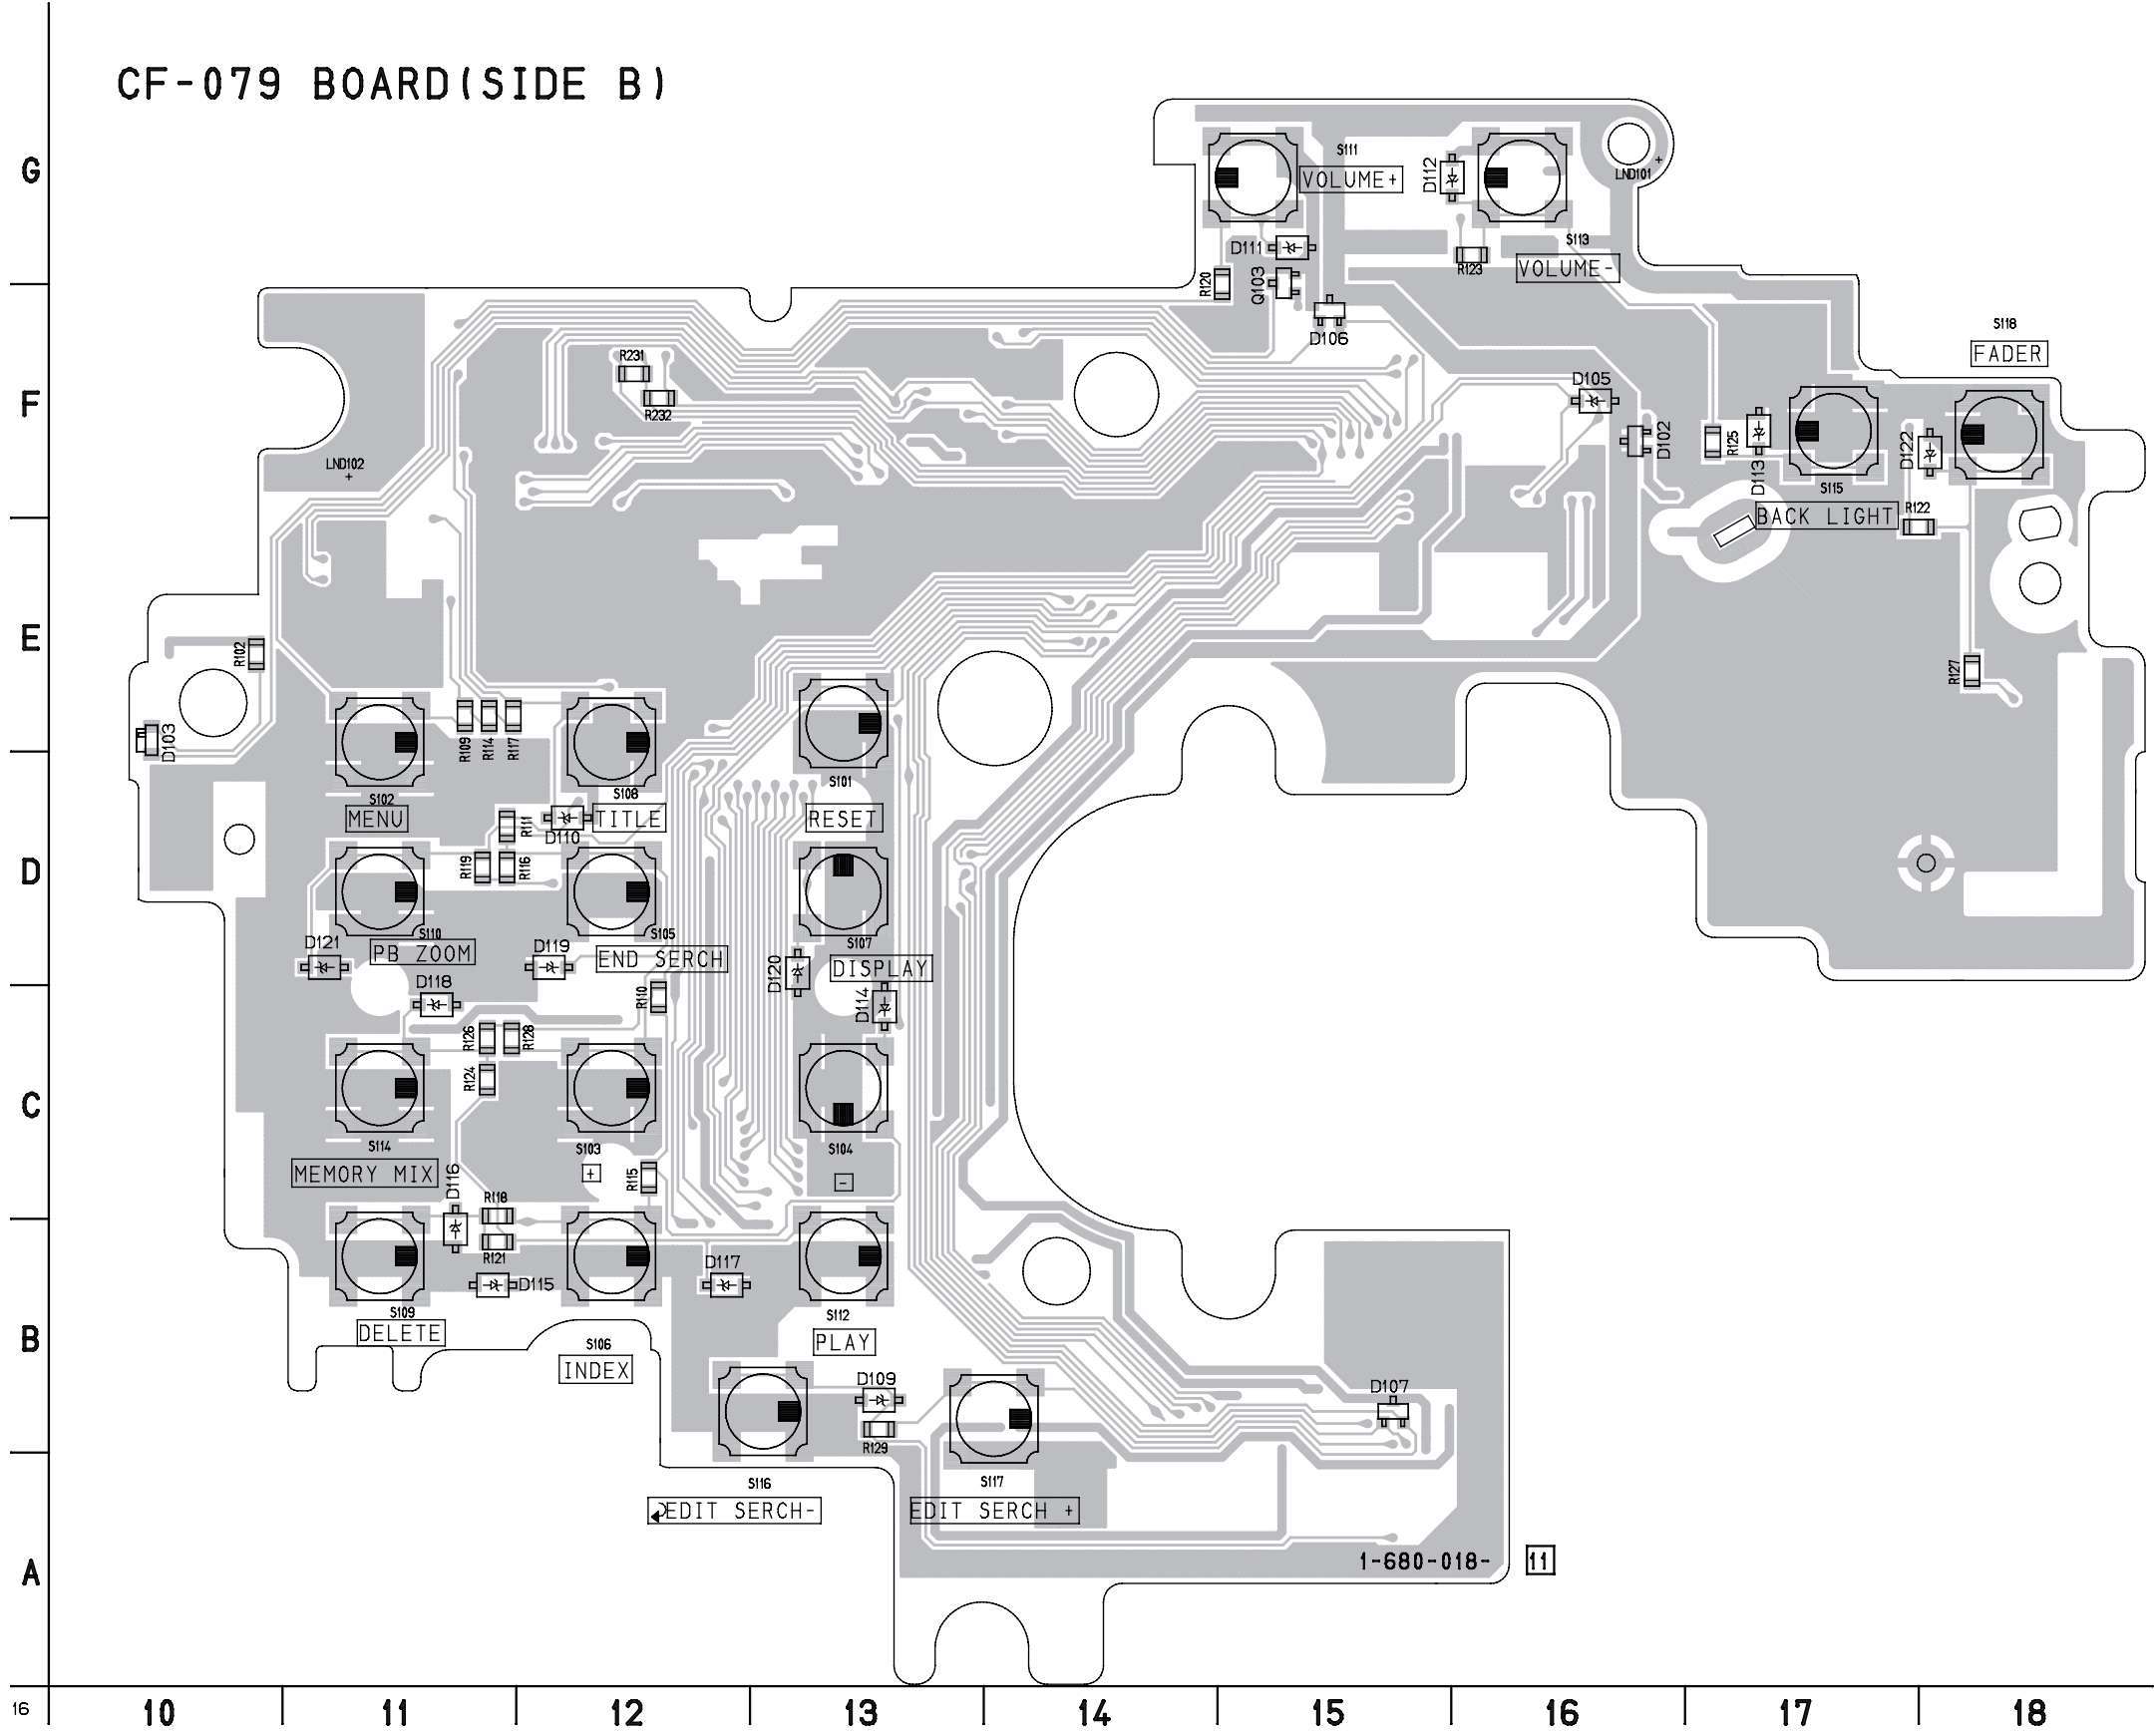 CF-079 BOARD(SIDE B)
G
S111
VOLUME+
D112
LND101
+
D111
S113
R123
VOLUME-
R120
Q103
D106
S118
FADER
R231
R232
F
D105
D102
R125
D113
D122
LND102
+
S115
BACK LIGHT
R122
E
R102
R127
D103
R109
R114
R117
S101
S102
S108
MENU
TITLE
RESET
R111
D110
D
R119
R116
S110
S105
S107
D121
PB ZOOM
D119
END SERCH
D120
DISPLAY
D118
R110
D114
R126
R128
R124
C
S114
S103
S104
MEMORY MIX
D116
+
R115
-
R118
R121
D117
D115
S109
S112
DELETE
B
PLAY
S106
INDEX
D109
D107
R129
S116
S117
EDIT SERCH-
EDIT SERCH +
A
1-680-018-
11
16
10
11
12
13
14
15
16
17
18